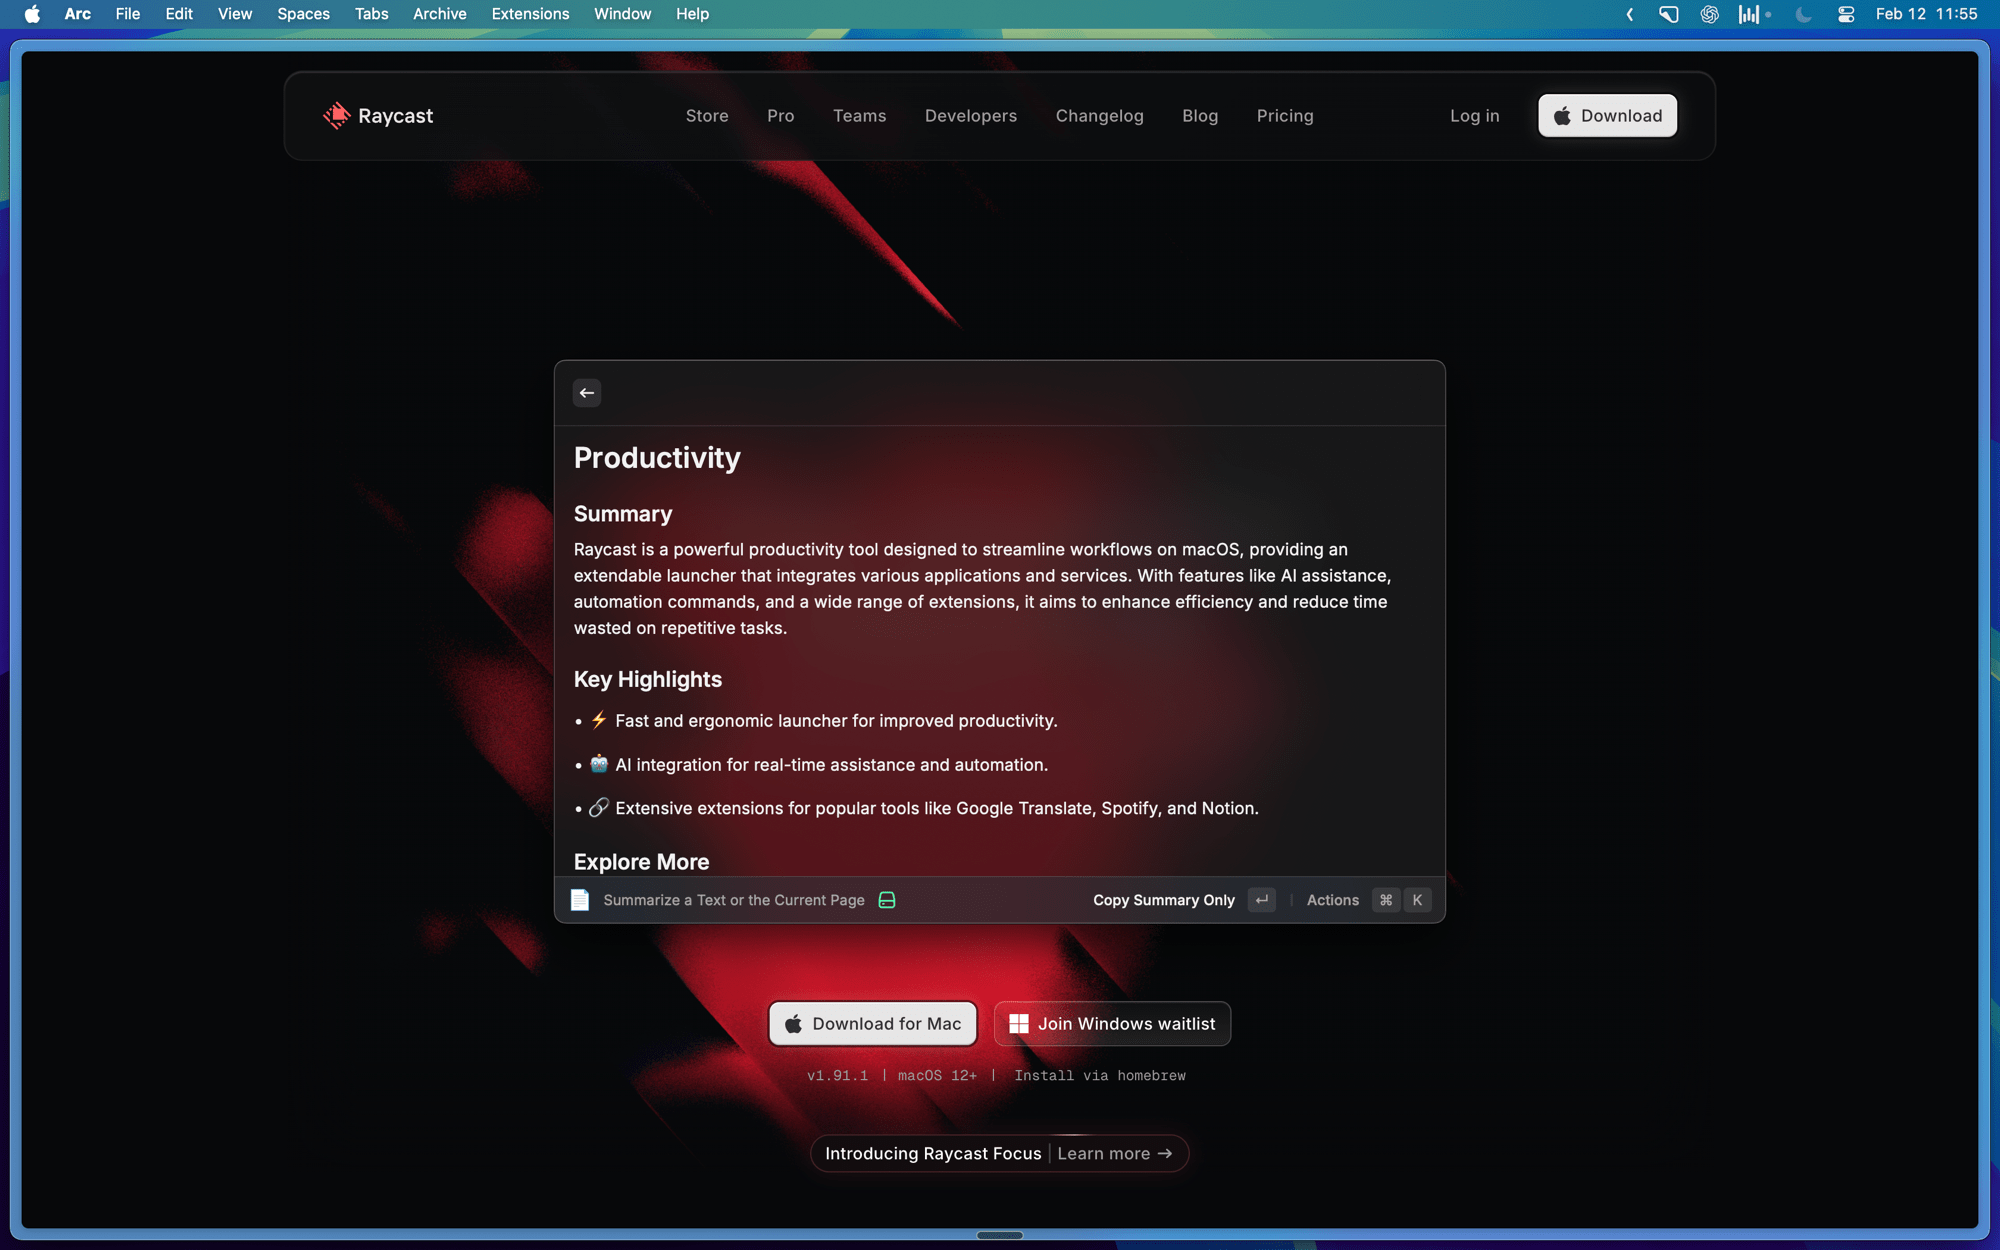 Arc File Edit View Spaces Tabs Archive Extensions Window Help Feb 12 11:55
Raycast Store Pro Teams Developers Changelog Blog Pricing Log in Download
Productivity
Summary
Raycast is a powerful productivity tool designed to streamline workflows on macOS, providing an
extendable launcher that integrates various applications and services. With features like AI assistance,
automation commands, and a wide range of extensions, it aims to enhance efficiency and reduce time
wasted on repetitive tasks.
Key Highlights
• ⚡ Fast and ergonomic launcher for improved productivity.
• 🤖 AI integration for real-time assistance and automation.
• 🔗 Extensive extensions for popular tools like Google Translate, Spotify, and Notion.
Explore More
Summarize a Text or the Current Page Copy Summary Only ↵ | Actions ⌘ K
Download for Mac Join Windows waitlist
v1.91.1 | macOS 12+ | Install via homebrew
Introducing Raycast Focus | Learn more →